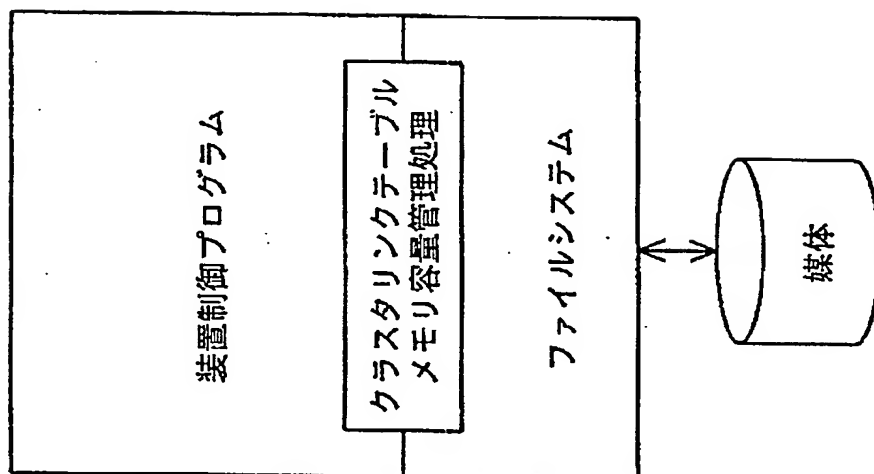 装置制御プログラム
クラスタリンクテーブル
メモリ容量管理処理
ファイルシステム
媒体